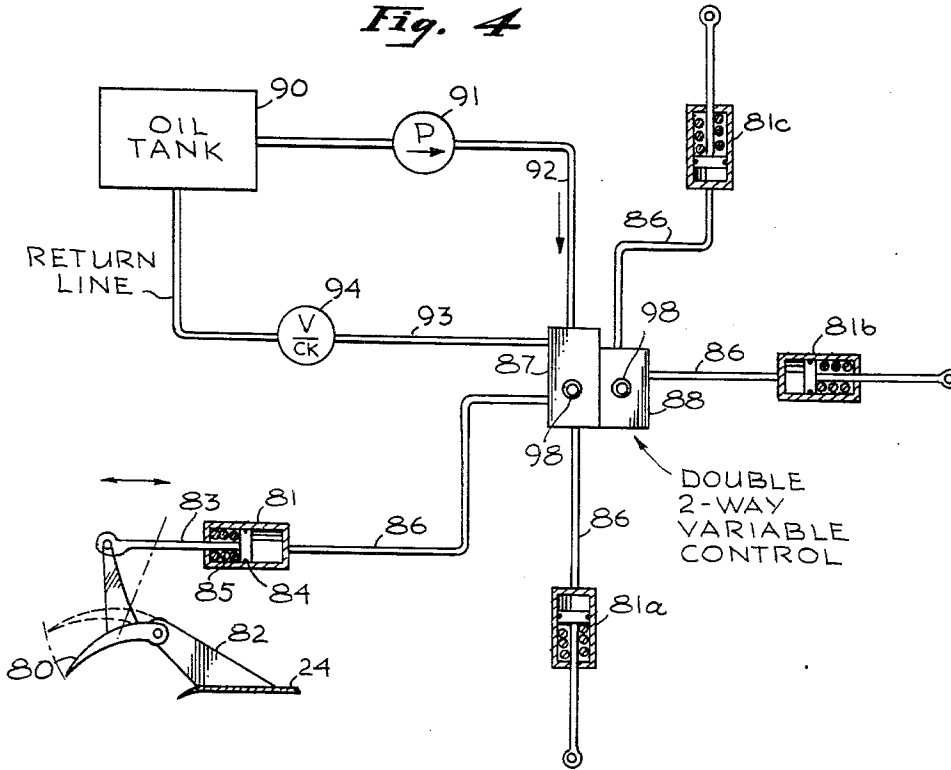 Fig. 4
90
OIL
TANK
91
P
92
81c
86
RETURN
LINE
94
V
CK
93
98
81b
87
86
88
98
DOUBLE
2-WAY
VARIABLE
CONTROL
83
81
86
86
85
84
81a
82
80
24